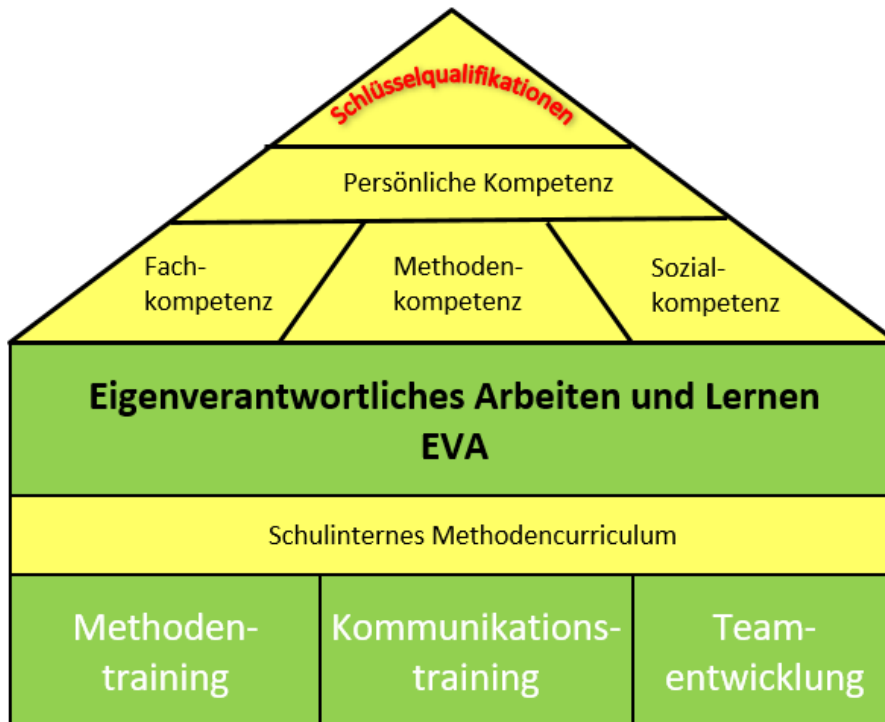 Schlüsselqualifikationen
Persönliche Kompetenz
Fach-
kompetenz
Methoden-
kompetenz
Sozial-
kompetenz
Eigenverantwortliches Arbeiten und Lernen
EVA
Schulinternes Methodencurriculum
Methoden-
training
Kommunikations-
training
Team-
entwicklung